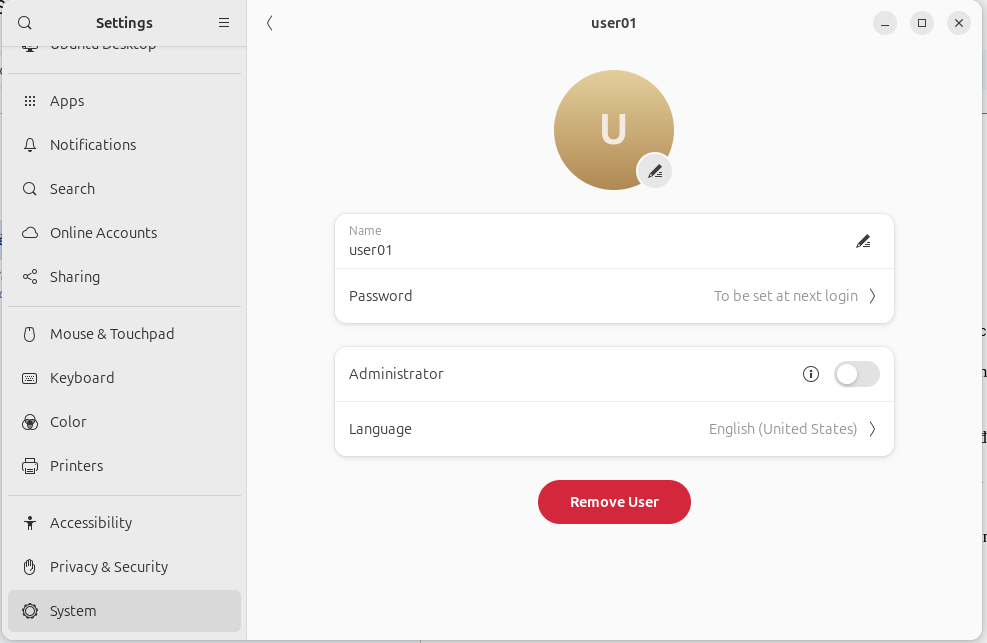 Settings
user01
Ubuntu Desktop
Apps
Notifications
Search
Online Accounts
Sharing
Mouse & Touchpad
Keyboard
Color
Printers
Accessibility
Privacy & Security
System
U
Name
user01
Password To be set at next login
Administrator
Language English (United States)
Remove User